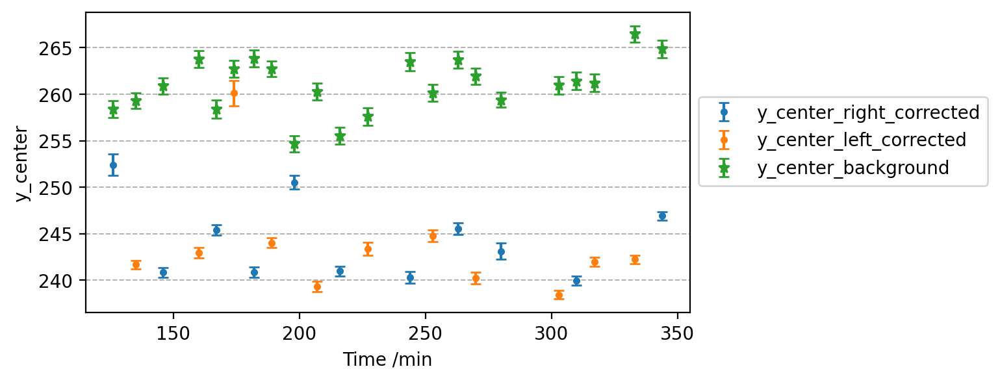 265
260
255
250
245
240
y_center
150
200
250
300
350
Time /min
y_center_right_corrected
y_center_left_corrected
y_center_background